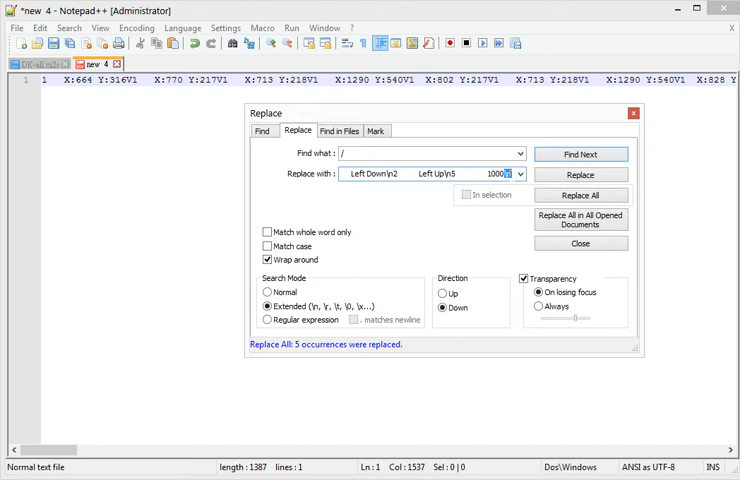 *new 4 - Notepad++ [Administrator]
File Edit Search View Encoding Language Settings Macro Run Window ? X
DK-all.m2s new 4
1 1 X:664 Y:316V1 X:770 Y:217V1 X:713 Y:218V1 X:1290 Y:540V1 X:802 Y:217V1 X:713 Y:218V1 X:1290 Y:540V1 X:828 Y
Replace
Find Replace Find in Files Mark
Find what : / Find Next
Replace with : Left Down\n2 Left Up\n5 1000\n Replace
In selection Replace All
Replace All in All Opened
Documents
Match whole word only Close
Match case
Wrap around
Search Mode Direction Transparency
Normal Up On losing focus
Extended (\n, \r, \t, \0, \x...) Down Always
Regular expression . matches newline
Replace All: 5 occurrences were replaced.
Normal text file length : 1387 lines : 1 Ln : 1 Col : 1537 Sel : 0 | 0 Dos\Windows ANSI as UTF-8 INS